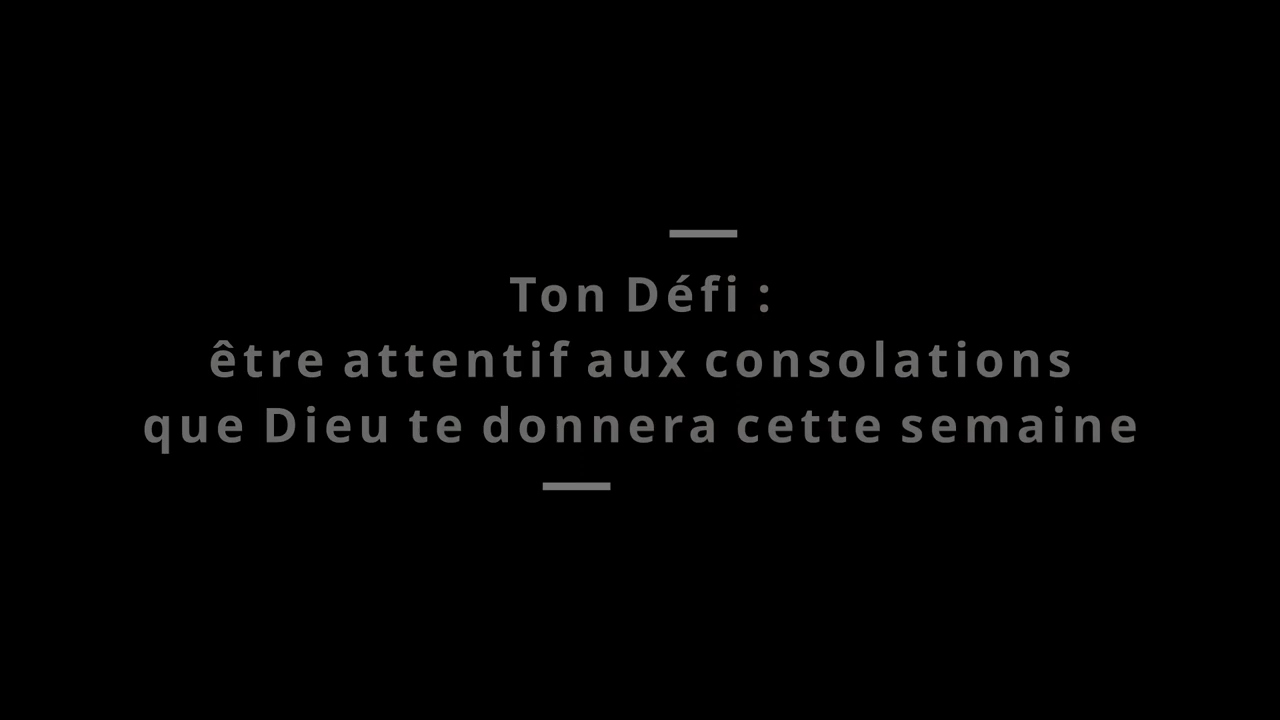 Ton Défi :
être attentif aux consolations
que Dieu te donnera cette semaine